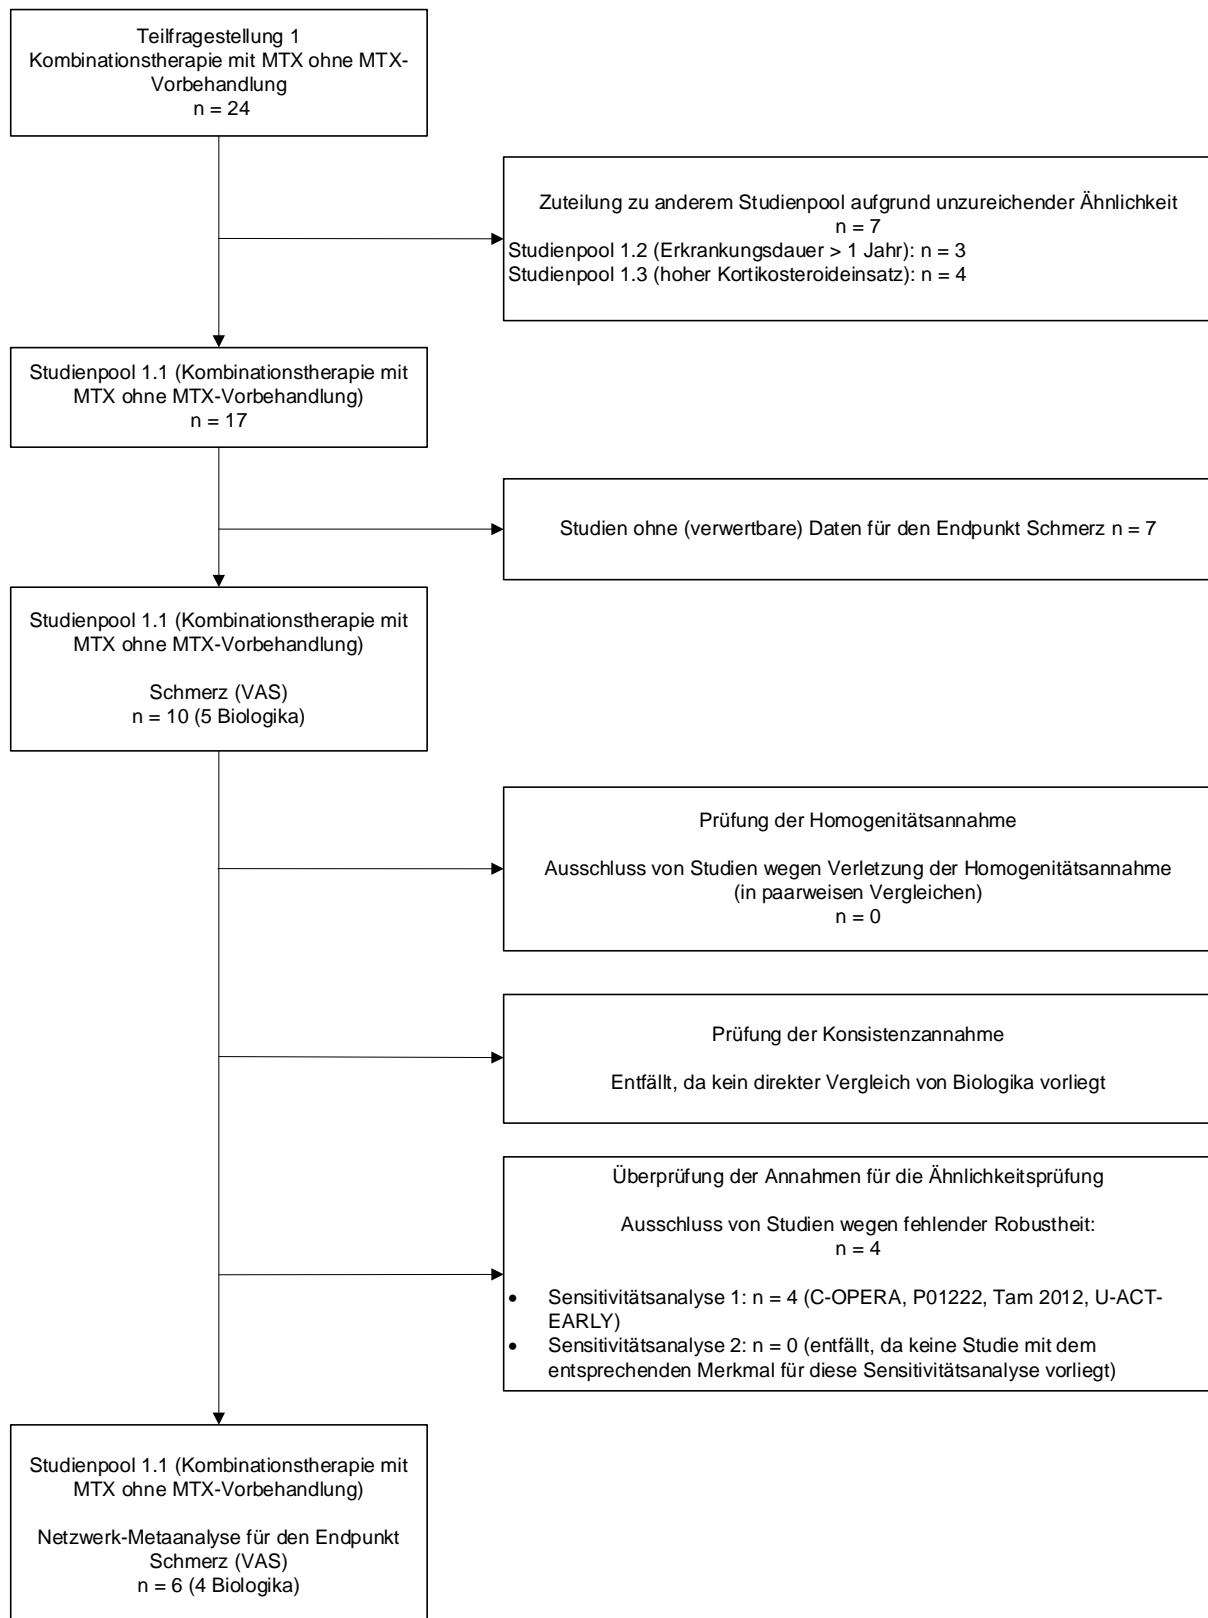 Teilfragestellung 1
Kombinationstherapie mit MTX ohne MTX-
Vorbehandlung
n = 24
Zuteilung zu anderem Studienpool aufgrund unzureichender Ähnlichkeit
n = 7
Studienpool 1.2 (Erkrankungsdauer > 1 Jahr): n = 3
Studienpool 1.3 (hoher Kortikosteroideinsatz): n = 4
Studienpool 1.1 (Kombinationstherapie mit
MTX ohne MTX-Vorbehandlung)
n = 17
Studien ohne (verwertbare) Daten für den Endpunkt Schmerz n = 7
Studienpool 1.1 (Kombinationstherapie mit
MTX ohne MTX-Vorbehandlung)
Schmerz (VAS)
n = 10 (5 Biologika)
Prüfung der Homogenitätsannahme
Ausschluss von Studien wegen Verletzung der Homogenitätsannahme
(in paarweisen Vergleichen)
n = 0
Prüfung der Konsistenzannahme
Entfällt, da kein direkter Vergleich von Biologika vorliegt
Überprüfung der Annahmen für die Ähnlichkeitsprüfung
Ausschluss von Studien wegen fehlender Robustheit:
n = 4
• Sensitivitätsanalyse 1: n = 4 (C-OPERA, P01222, Tam 2012, U-ACT-
EARLY)
• Sensitivitätsanalyse 2: n = 0 (entfällt, da keine Studie mit dem
entsprechenden Merkmal für diese Sensitivitätsanalyse vorliegt)
Studienpool 1.1 (Kombinationstherapie mit
MTX ohne MTX-Vorbehandlung)
Netzwerk-Metaanalyse für den Endpunkt
Schmerz (VAS)
n = 6 (4 Biologika)